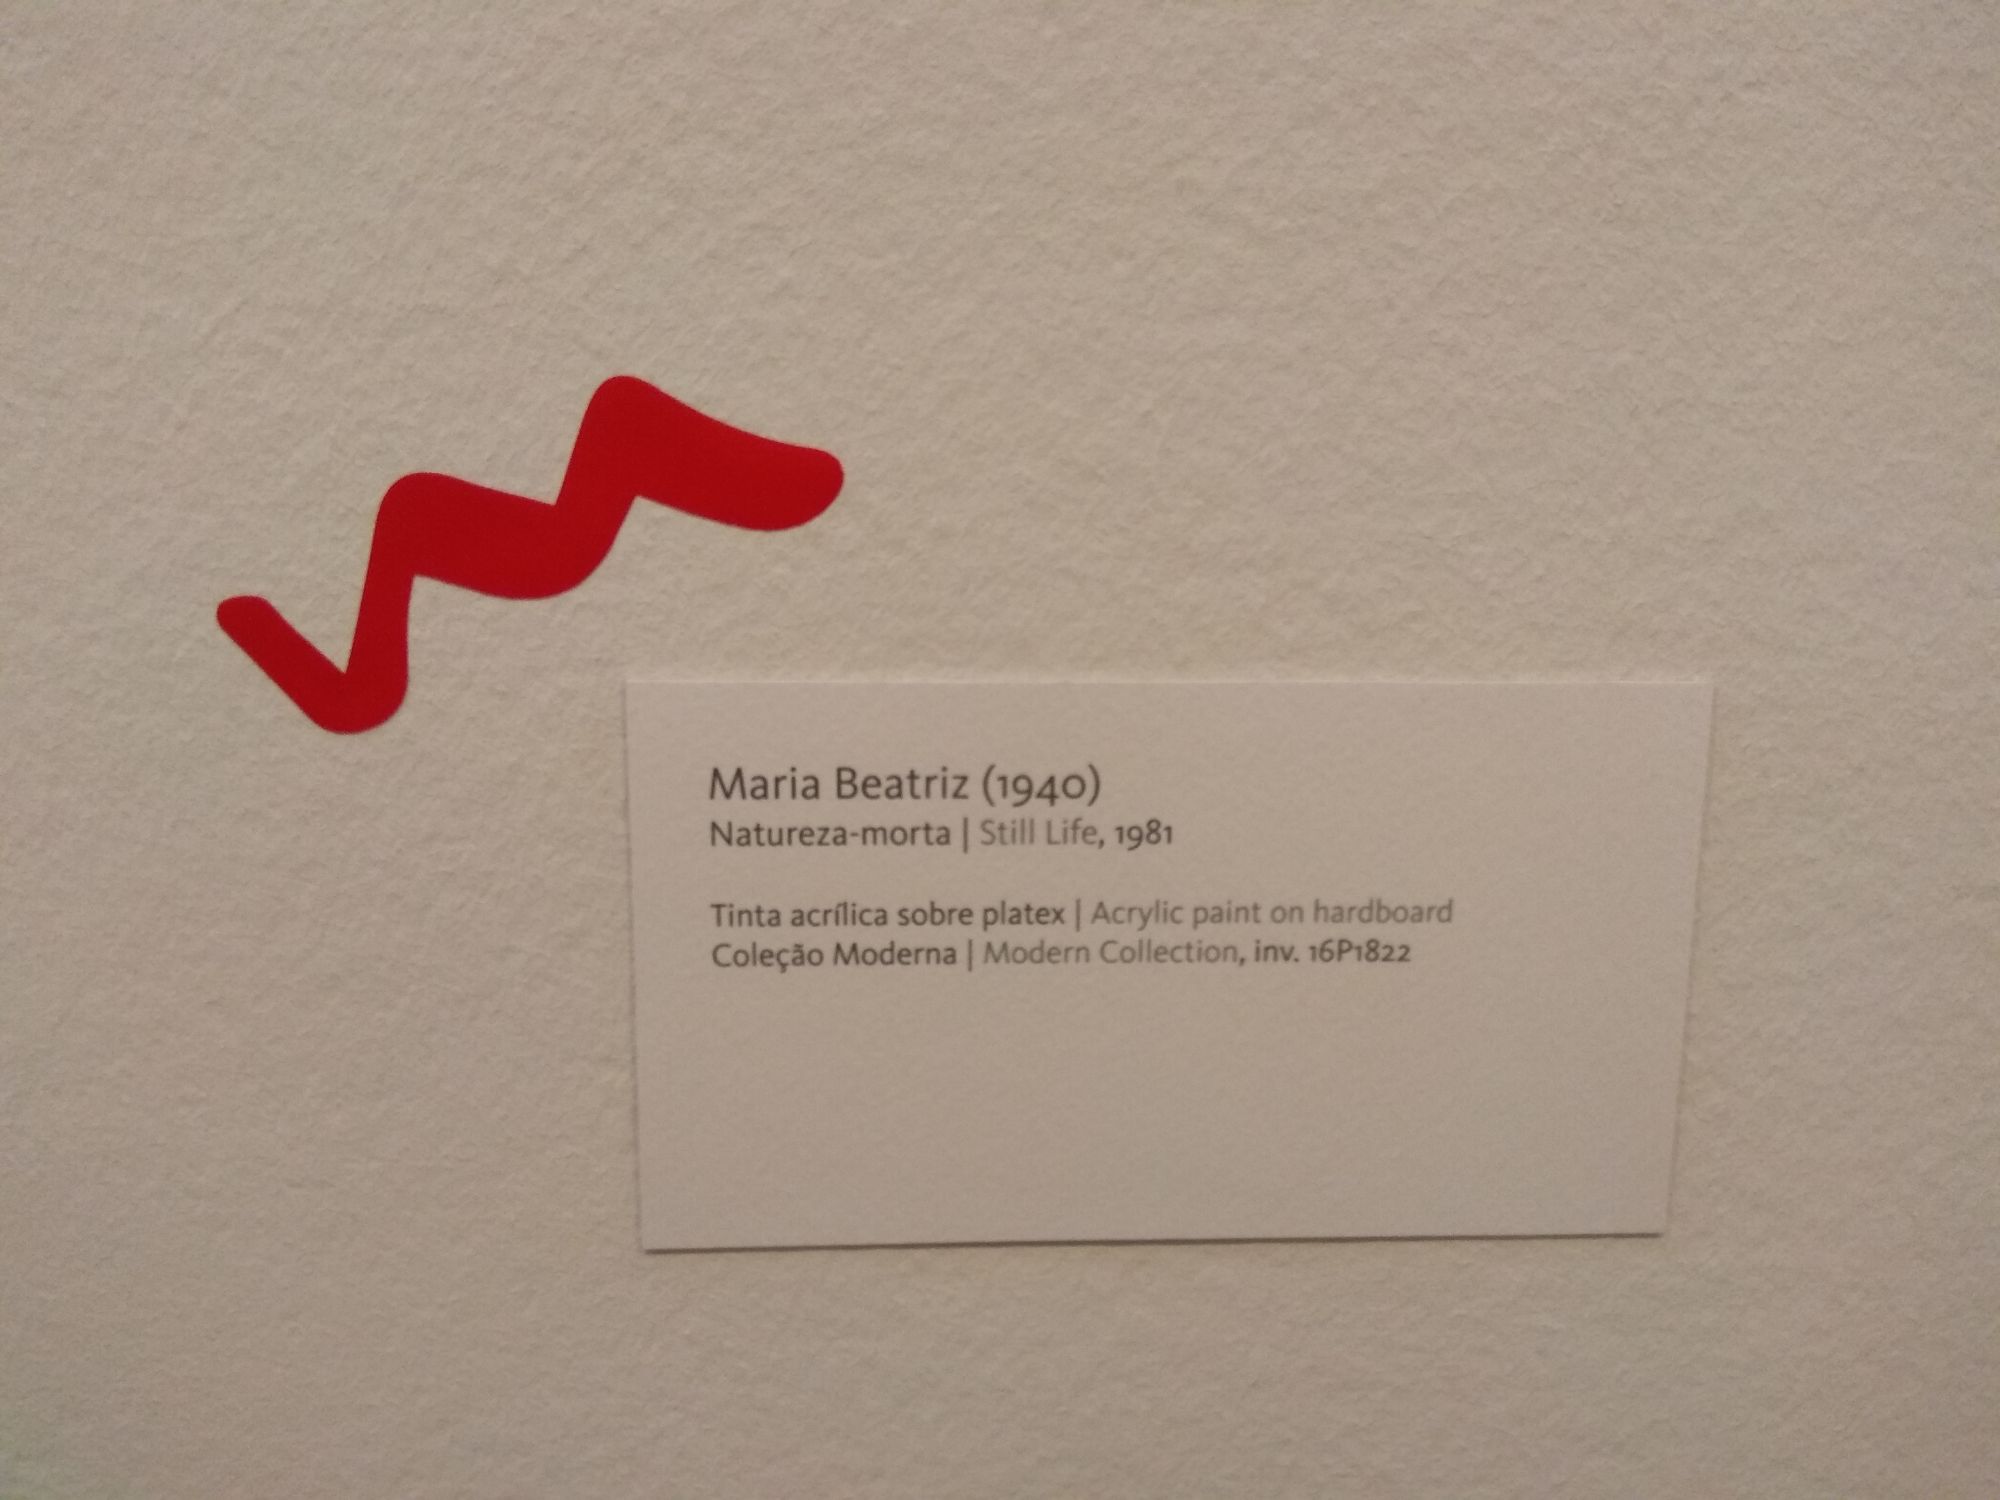 Maria Beatriz (1940)
Natureza-morta | Still Life, 1981
Tinta acrílica sobre platex | Acrylic paint on hardboard
Coleção Moderna | Modern Collection, inv. 16P1822